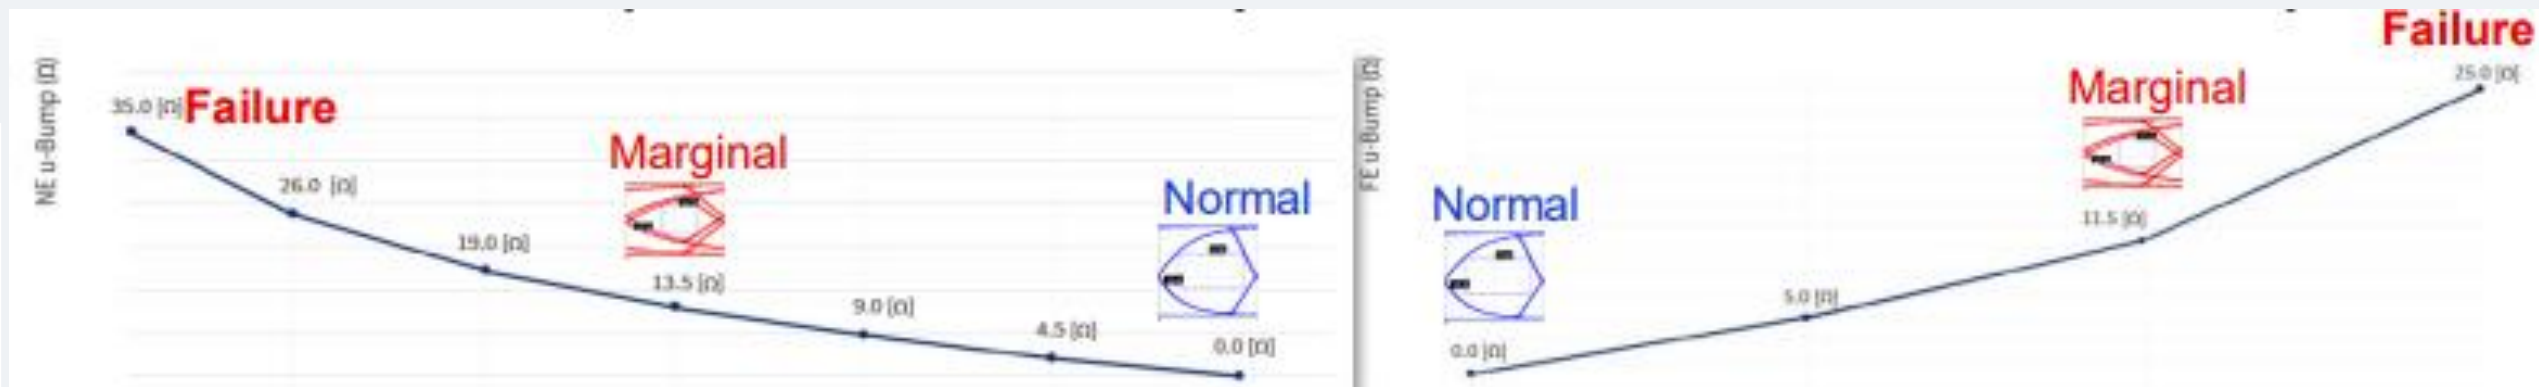 NE u-Bump (Ω)
35.0 [Ω]
Failure
26.0 [Ω]
19.0 [Ω]
Marginal
13.5 [Ω]
9.0 [Ω]
4.5 [Ω]
Normal
0.0 [Ω]
FE u-Bump (Ω)
Normal
0.0 [Ω]
5.0 [Ω]
Marginal
11.5 [Ω]
Failure
25.0 [Ω]